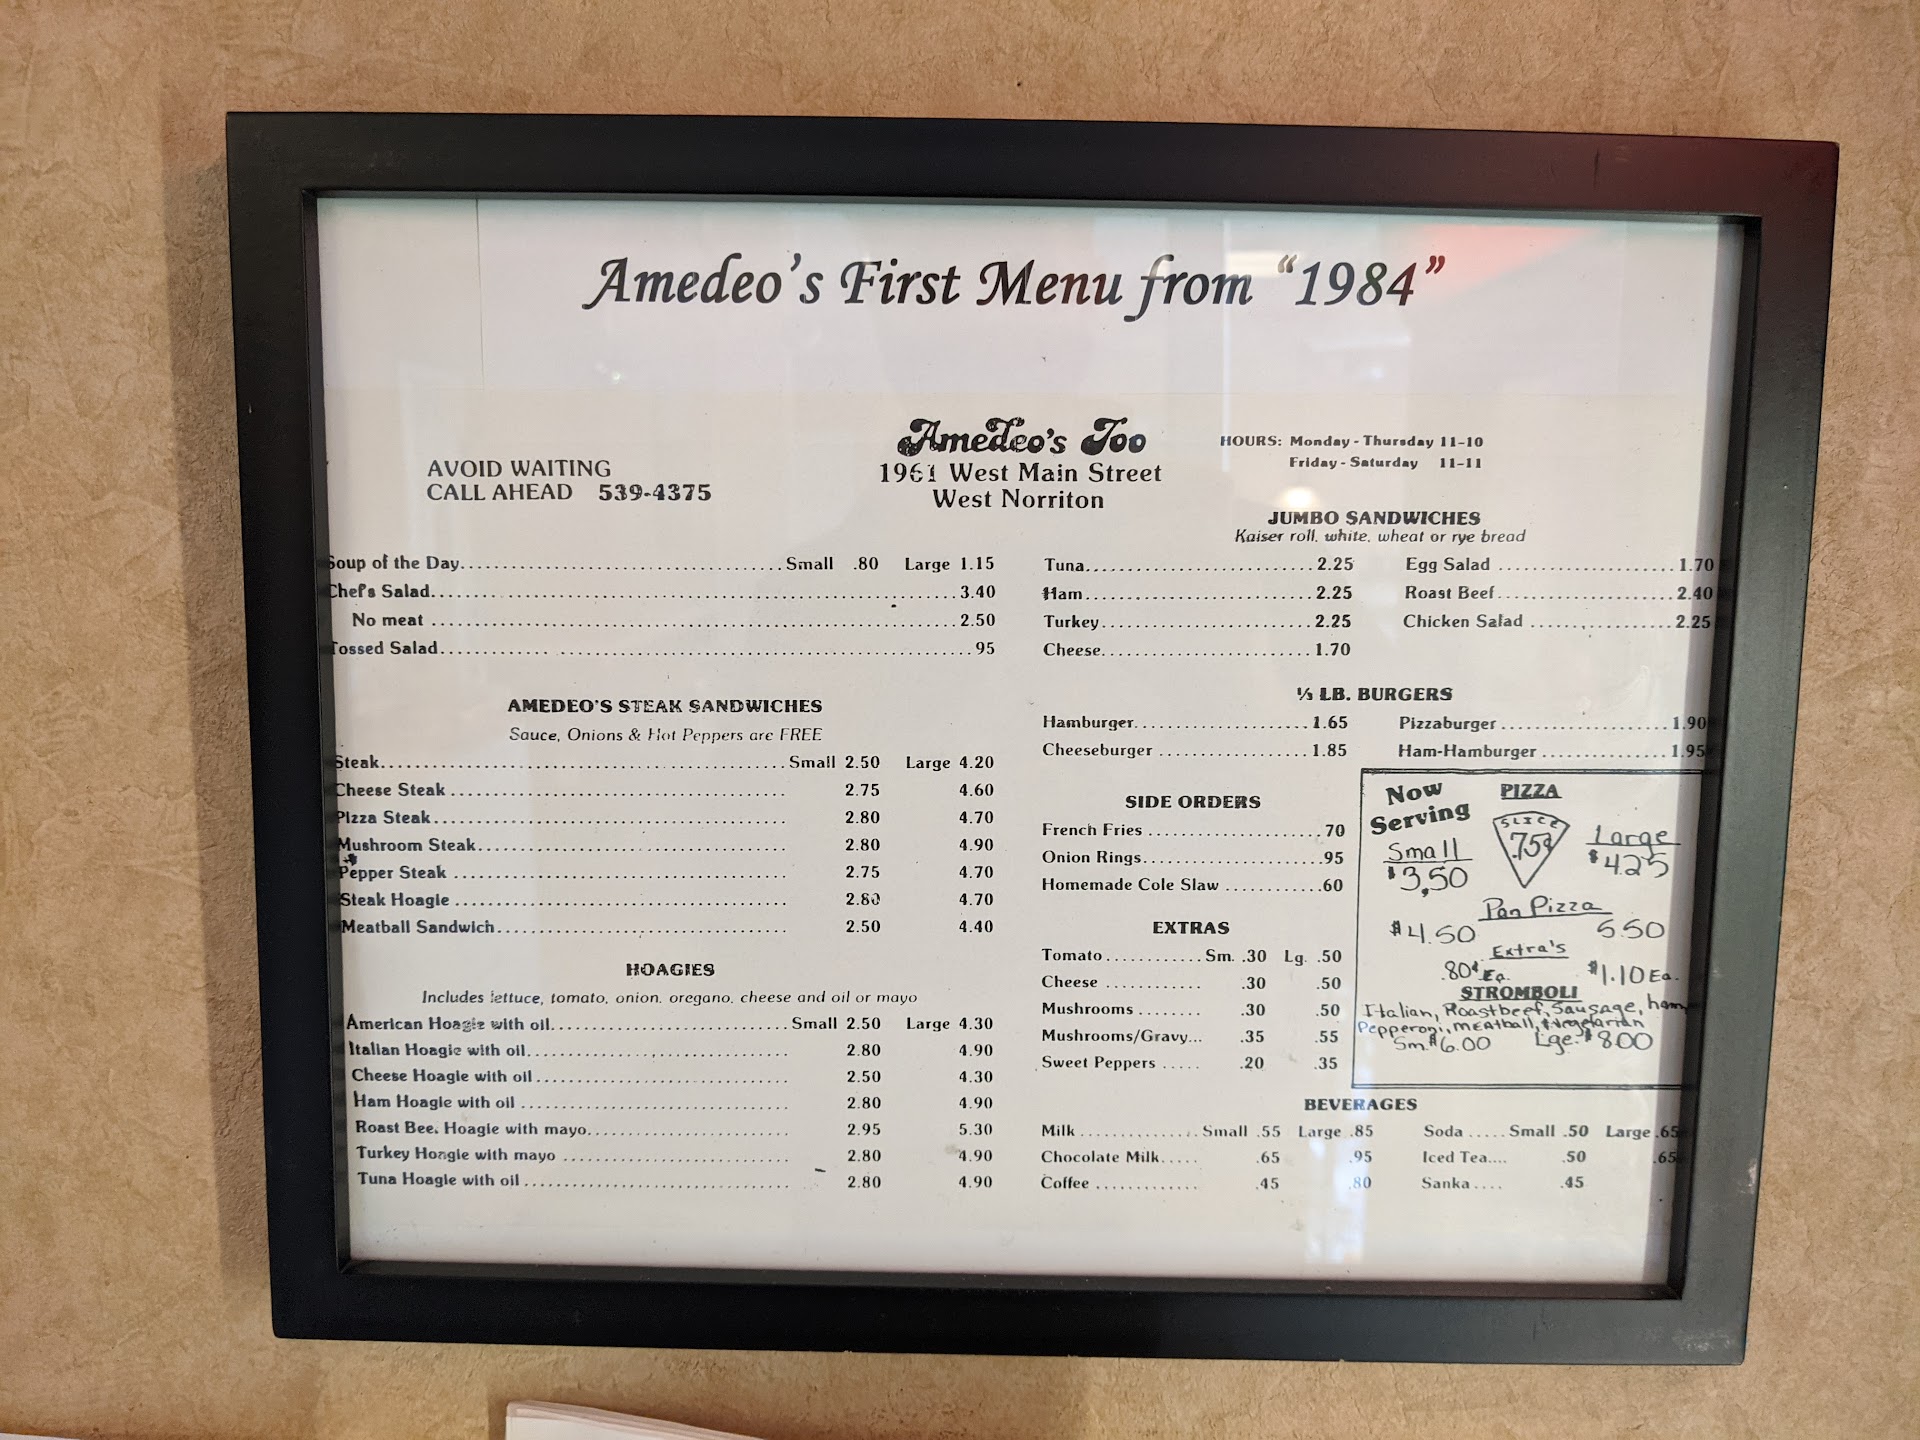 Amedeo's First Menu from "1984"
AVOID WAITING
CALL AHEAD 539-4375
Amedeo's Too
1961 West Main Street
West Norriton
HOURS: Monday - Thursday 11-10
Friday - Saturday 11-11
Soup of the Day Small .80 Large 1.15
Chef's Salad 3.40
No meat 2.50
Tossed Salad 95
AMEDEO'S STEAK SANDWICHES
Sauce, Onions & Hot Peppers are FREE
Steak Small 2.50 Large 4.20
Cheese Steak 2.75 4.60
Pizza Steak 2.80 4.70
Mushroom Steak 2.80 4.90
Pepper Steak 2.75 4.70
Steak Hoagie 2.80 4.70
Meatball Sandwich 2.50 4.40
HOAGIES
Includes lettuce, tomato, onion, oregano, cheese and oil or mayo
American Hoagie with oil Small 2.50 Large 4.30
Italian Hoagie with oil 2.80 4.90
Cheese Hoagie with oil 2.50 4.30
Ham Hoagie with oil 2.80 4.90
Roast Beef Hoagie with mayo 2.95 5.30
Turkey Hoagie with mayo 2.80 4.90
Tuna Hoagie with oil 2.80 4.90
JUMBO SANDWICHES
Kaiser roll, white, wheat or rye bread
Tuna 2.25 Egg Salad 1.70
Ham 2.25 Roast Beef 2.40
Turkey 2.25 Chicken Salad 2.25
Cheese 1.70
⅓ LB. BURGERS
Hamburger 1.65 Pizzaburger 1.90
Cheeseburger 1.85 Ham-Hamburger 1.95
SIDE ORDERS
French Fries .70
Onion Rings .95
Homemade Cole Slaw .60
EXTRAS
Tomato Sm. .30 Lg. .50
Cheese .30 .50
Mushrooms .30 .50
Mushrooms/Gravy... .35 .55
Sweet Peppers .20 .35
Now Serving
PIZZA
SLICE
.75¢
Small
$3.50
Large
$4.25
Pan Pizza
$4.50 5.50
Extra's
.80¢ Ea. $1.10 Ea.
STROMBOLI
Italian, Roastbeef, Sausage, ham,
Pepperoni, MEATball, & Vegetarian
Sm. $6.00 Lge. $8.00
BEVERAGES
Milk Small .55 Large .85 Soda Small .50 Large .65
Chocolate Milk .65 .95 Iced Tea .50 .65
Coffee .45 .80 Sanka .45